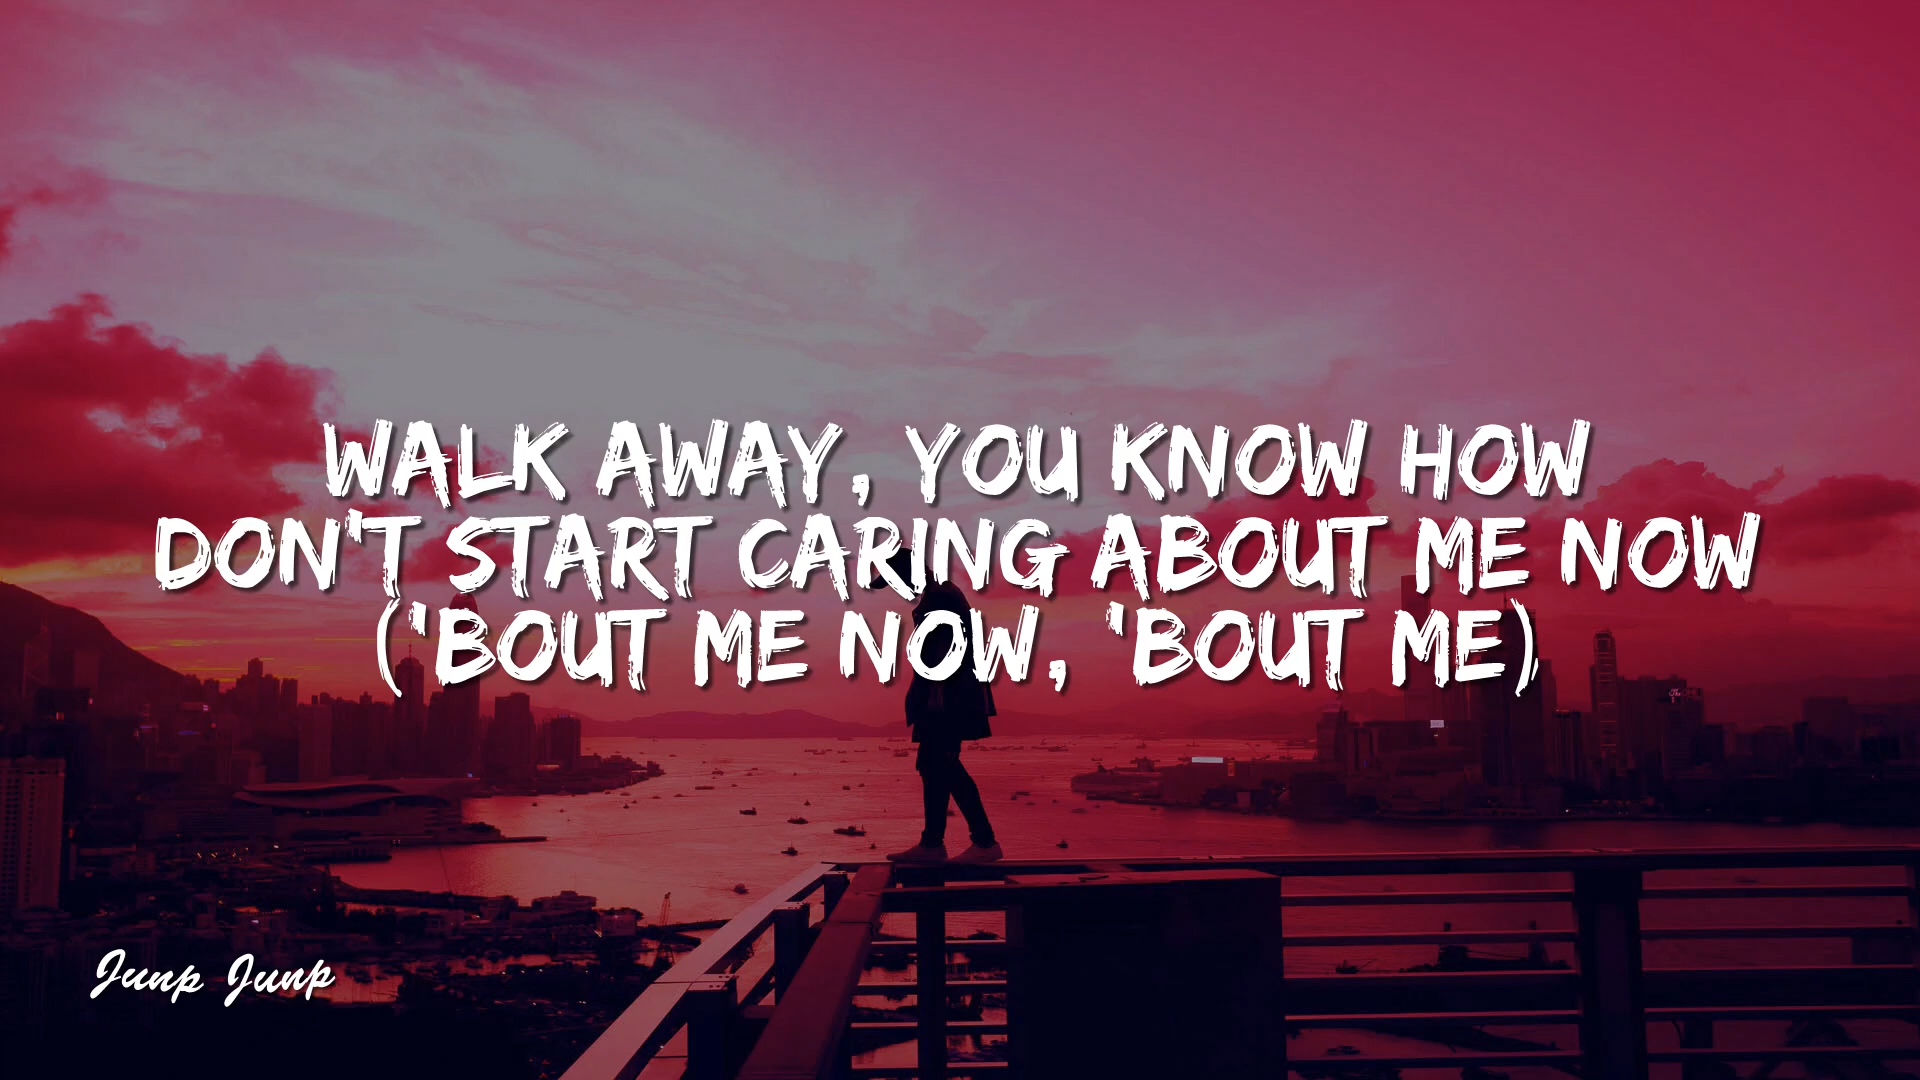 WALK AWAY, YOU KNOW HOW
DON'T START CARING ABOUT ME NOW
('BOUT ME NOW, 'BOUT ME)
Junp Junp